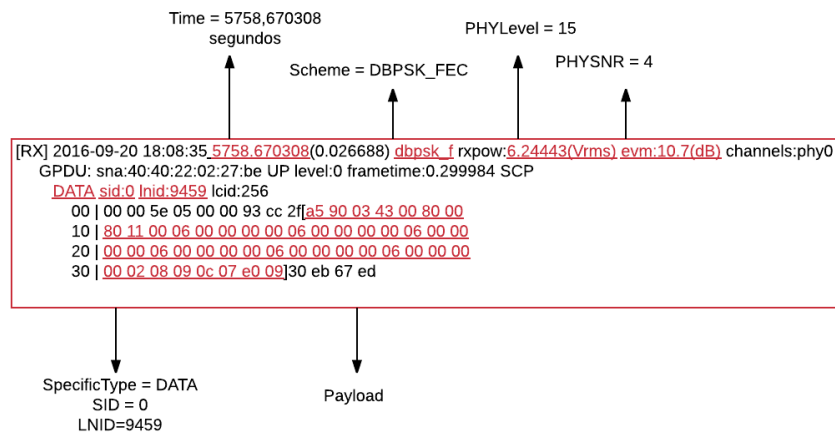 Time = 5758,670308
segundos
PHYLevel = 15
Scheme = DBPSK_FEC
PHYSNR = 4
[RX] 2016-09-20 18:08:35 5758.670308(0.026688) dbpsk_f rxpow:6.24443(Vrms) evm:10.7(dB) channels:phy0
GPDU: sna:40:40:22:02:27:be UP level:0 frametime:0.299984 SCP
DATA sid:0 lnid:9459 lcid:256
00 | 00 00 5e 05 00 00 93 cc 2f[a5 90 03 43 00 80 00
10 | 80 11 00 06 00 00 00 00 06 00 00 00 00 06 00 00
20 | 00 00 06 00 00 00 00 06 00 00 00 00 06 00 00 00
30 | 00 02 08 09 0c 07 e0 09]30 eb 67 ed
SpecificType = DATA
SID = 0
LNID=9459
Payload